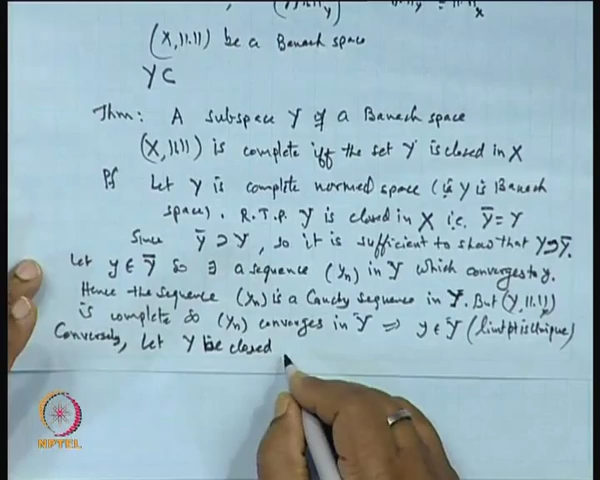 (X, ||.||) be a Banach space
Y ⊂
Thm: A subspace Y of a Banach space
(X, ||.||) is complete iff the set Y is closed in X
Pf Let Y is complete normed space (ie Y is Banach
space). R.T.P. Y is closed in X i.e. Ȳ = Y
Since Ȳ ⊃ Y, so it is sufficient to show that Y ⊃ Ȳ.
Let y ∈ Ȳ so ∃ a sequence (yn) in Y which converges to y.
Hence the sequence (yn) is a Cauchy sequence in Y. But (Y, ||.||)
is complete so (yn) converges in Y ⇒ y ∈ Y (limit pt is unique)
Conversely, Let Y be closed
NPTEL